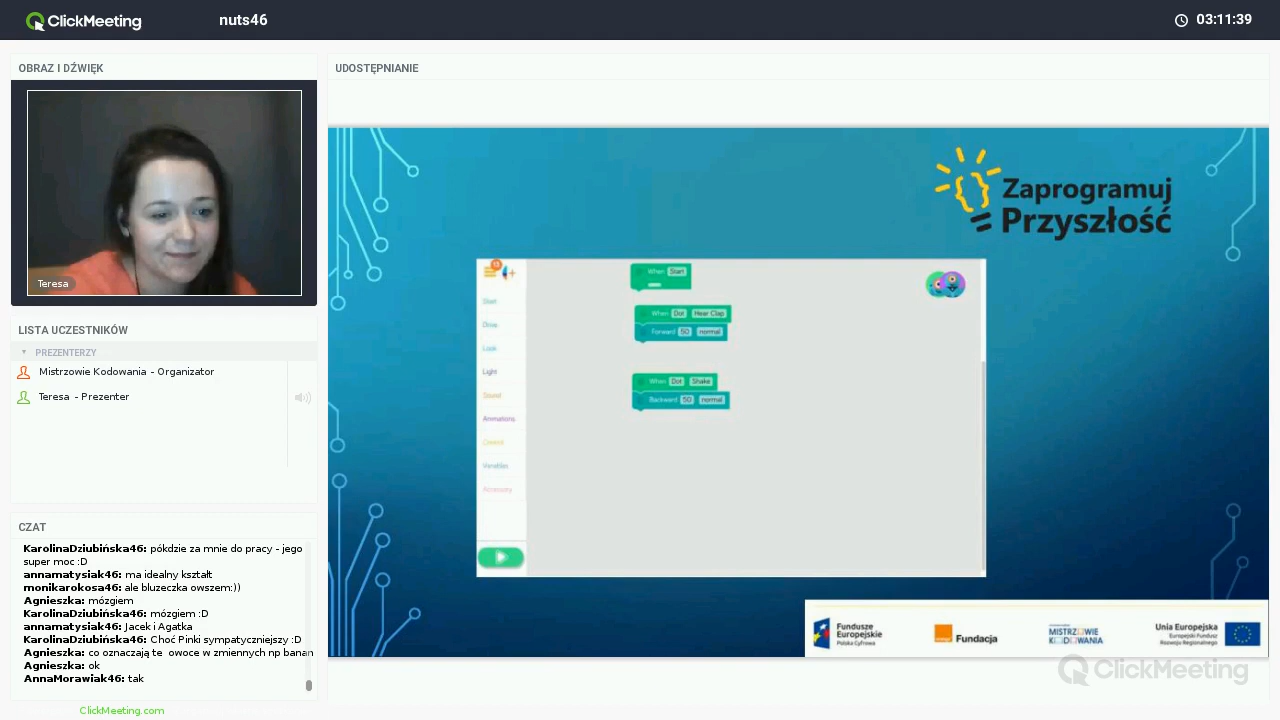 ClickMeeting
nuts46
03:11:39
OBRAZ I DŹWIĘK
Teresa
LISTA UCZESTNIKÓW
PREZENTERZY
Mistrzowie Kodowania - Organizator
Teresa - Prezenter
CZAT
KarolinaDziubińska46: pókdzie za mnie do pracy - jego
super moc :D
annamatysiak46: ma idealny kształt
monikarokosa46: ale bluzeczka owszem:))
Agnieszka: mózgiem
KarolinaDziubińska46: mózgiem :D
annamatysiak46: Jacek i Agatka
KarolinaDziubińska46: Choć Pinki sympatyczniejszy :D
Agnieszka: co oznaczają te owoce w zmiennych np banan
Agnieszka: ok
AnnaMorawiak46: tak
ClickMeeting.com
UDOSTĘPNIANIE
Zaprogramuj
Przyszłość
When Start
When Dot Hear Clap
Forward 50 normal
When Dot Shake
Backward 50 normal
Start
Drive
Look
Light
Sound
Animations
Control
Variables
Accessory
Fundusze
Europejskie
Polska Cyfrowa
Fundacja
MISTRZOWIE
KODOWANIA
Unia Europejska
Europejski Fundusz
Rozwoju Regionalnego
ClickMeeting